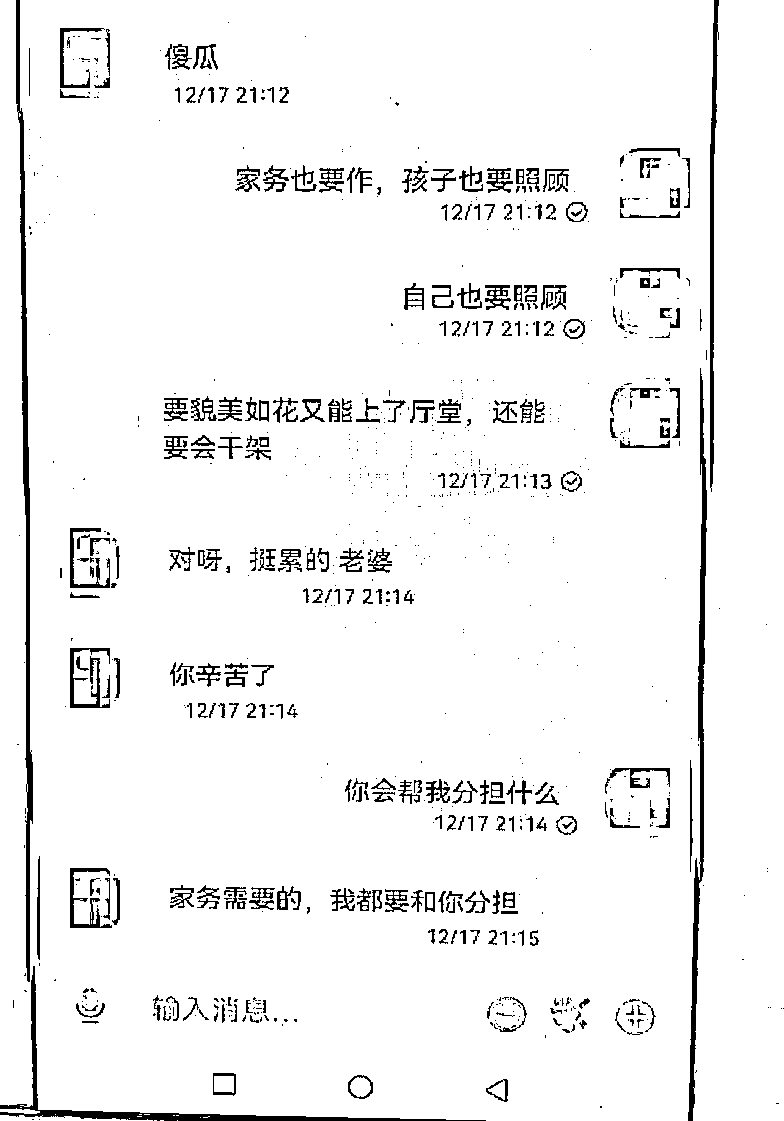 傻瓜
12/17 21:12
家务也要作，孩子也要照顾
12/17 21:12
自己也要照顾
12/17 21:12
要貌美如花又能上了厅堂，还能
要会干架
12/17 21:13
对呀，挺累的 老婆
12/17 21:14
你辛苦了
12/17 21:14
你会帮我分担什么
12/17 21:14
家务需要的，我都要和你分担
12/17 21:15
输入消息...